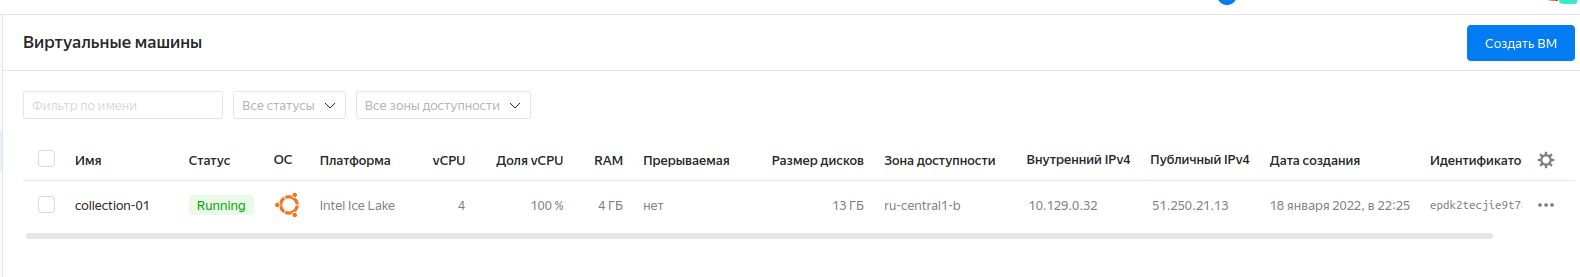 Виртуальные машины
Создать ВМ
Фильтр по имени Все статусы Все зоны доступности
Имя Статус ОС Платформа vCPU Доля vCPU RAM Прерываемая Размер дисков Зона доступности Внутренний IPv4 Публичный IPv4 Дата создания Идентификато
collection-01 Running Intel Ice Lake 4 100 % 4 ГБ нет 13 ГБ ru-central1-b 10.129.0.32 51.250.21.13 18 января 2022, в 22:25 epdk2tecjie9t7